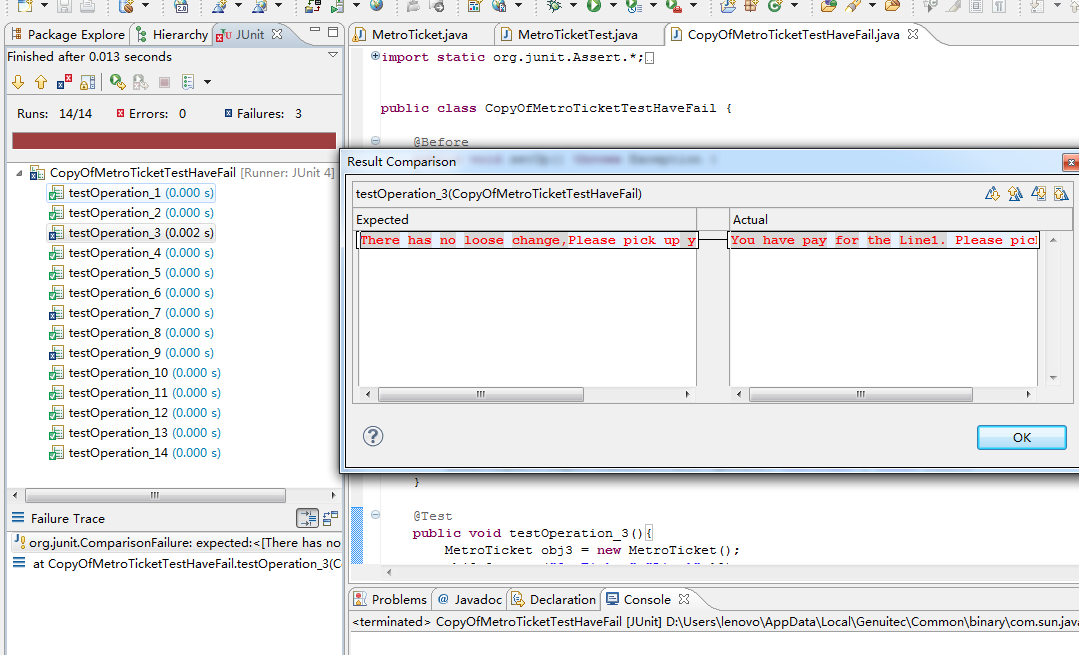 Package Explorer
Hierarchy
JUnit
Finished after 0.013 seconds
Runs: 14/14
Errors: 0
Failures: 3
CopyOfMetroTicketTestHaveFail [Runner: JUnit 4]
testOperation_1 (0.000 s)
testOperation_2 (0.000 s)
testOperation_3 (0.002 s)
testOperation_4 (0.000 s)
testOperation_5 (0.000 s)
testOperation_6 (0.000 s)
testOperation_7 (0.000 s)
testOperation_8 (0.000 s)
testOperation_9 (0.000 s)
testOperation_10 (0.000 s)
testOperation_11 (0.000 s)
testOperation_12 (0.000 s)
testOperation_13 (0.000 s)
testOperation_14 (0.000 s)
Failure Trace
org.junit.ComparisonFailure: expected:<[There has no
at CopyOfMetroTicketTestHaveFail.testOperation_3(C
MetroTicket.java
MetroTicketTest.java
CopyOfMetroTicketTestHaveFail.java
import static org.junit.Assert.*;
public class CopyOfMetroTicketTestHaveFail {
@Before
Result Comparison
testOperation_3(CopyOfMetroTicketTestHaveFail)
Expected
Actual
There has no loose change,Please pick up y
You have pay for the Line1. Please pic
OK
}
@Test
public void testOperation_3(){
MetroTicket obj3 = new MetroTicket();
Problems
@ Javadoc
Declaration
Console
<terminated> CopyOfMetroTicketTestHaveFail [JUnit] D:\Users\lenovo\AppData\Local\Genuitec\Common\binary\com.sun.java